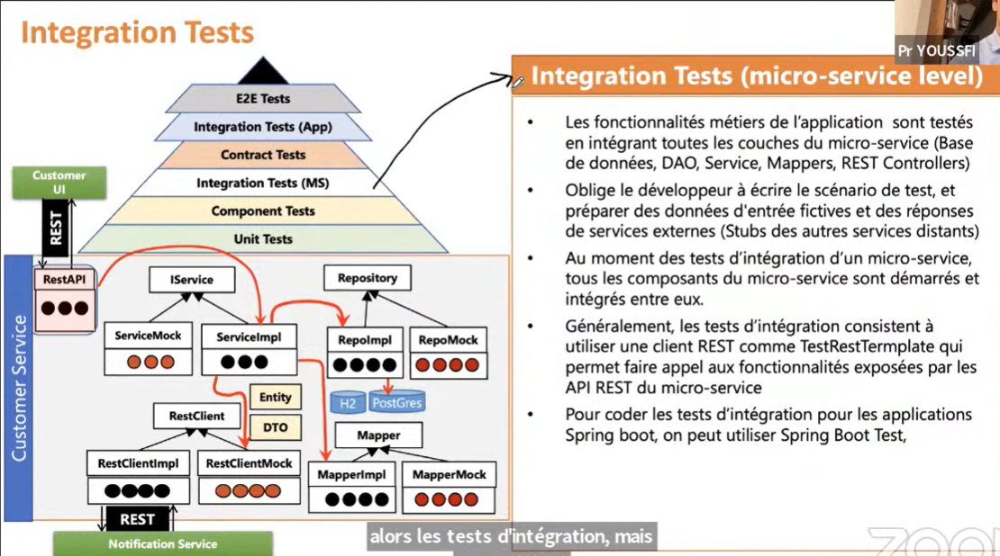 Integration Tests
Pr YOUSSFI
E2E Tests
Integration Tests (App)
Contract Tests
Integration Tests (MS)
Component Tests
Unit Tests
Customer
UI
REST
Customer Service
RestAPI
IService
Repository
ServiceMock
ServiceImpl
RepoImpl
RepoMock
Entity
DTO
H2
PostGres
RestClient
Mapper
RestClientImpl
RestClientMock
MapperImpl
MapperMock
REST
Notification Service
Integration Tests (micro-service level)
• Les fonctionnalités métiers de l'application sont testés
en intégrant toutes les couches du micro-service (Base
de données, DAO, Service, Mappers, REST Controllers)
• Oblige le développeur à écrire le scénario de test, et
préparer des données d'entrée fictives et des réponses
de services externes (Stubs des autres services distants)
• Au moment des tests d'intégration d'un micro-service,
tous les composants du micro-service sont démarrés et
intégrés entre eux.
• Généralement, les tests d'intégration consistent à
utiliser une client REST comme TestRestTermplate qui
permet faire appel aux fonctionnalités exposées par les
API REST du micro-service
• Pour coder les tests d'intégration pour les applications
Spring boot, on peut utiliser Spring Boot Test,
alors les tests d'intégration, mais
zoom